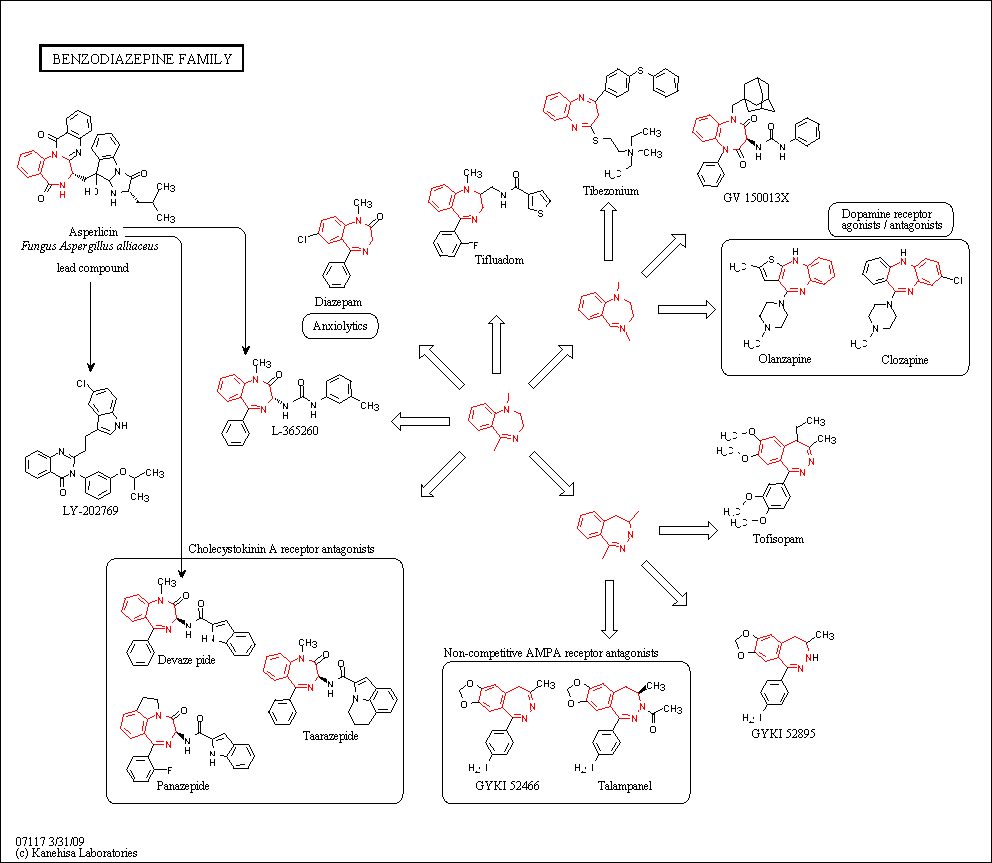 BENZODIAZEPINE FAMILY
Asperlicin
Fungus Aspergillus alliaceus
lead compound
Diazepam
Anxiolytics
Tifluadom
Tibezonium
GV 150013X
Dopamine receptor
agonists / antagonists
Olanzapine
Clozapine
L-365260
LY-202769
Tofisopam
Cholecystokinin A receptor antagonists
Devaze pide
Taarazepide
Panazepide
Non-competitive AMPA receptor antagonists
GYKI 52466
Talampanel
GYKI 52895
07117 3/31/09
(c) Kanehisa Laboratories